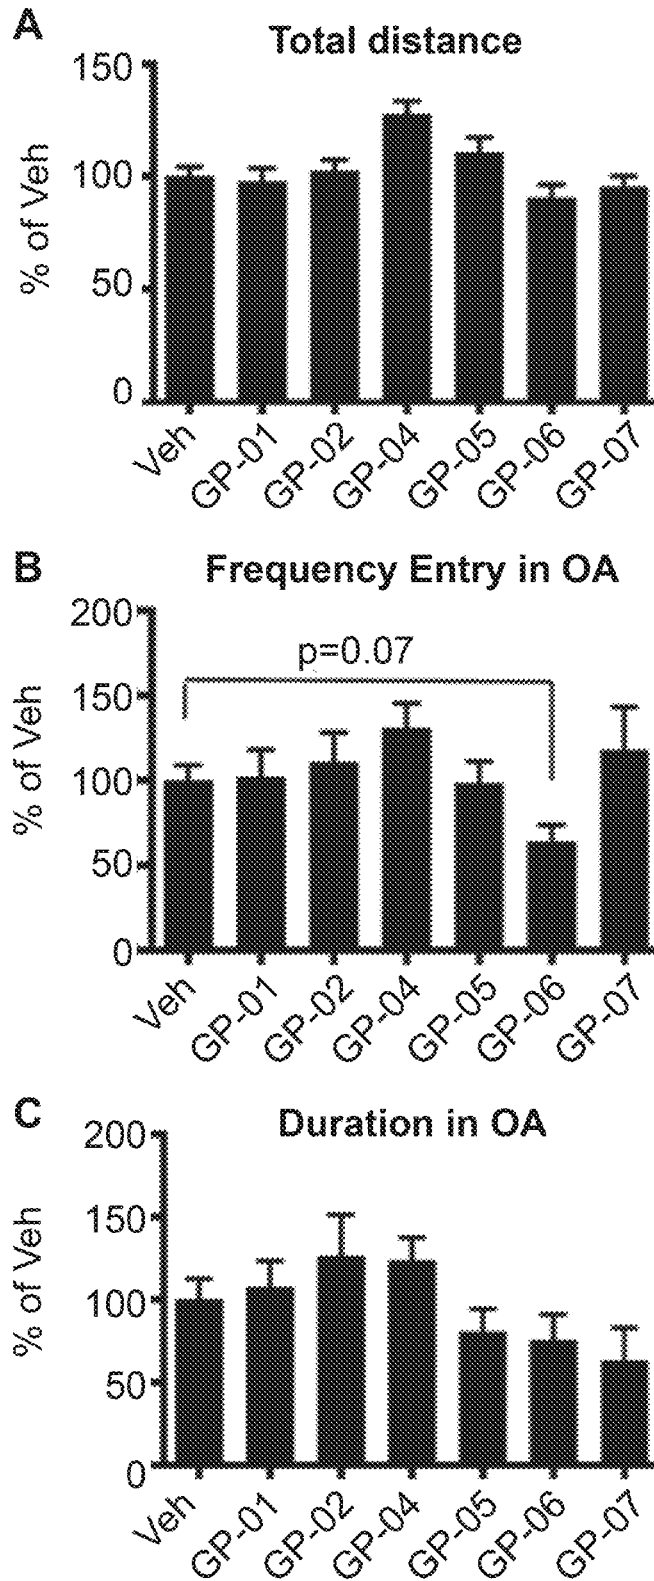 A
Total distance
150
100
50
0
% of Veh
Veh GP-01 GP-02 GP-04 GP-05 GP-06 GP-07
B
Frequency Entry in OA
200
150
100
50
0
% of Veh
p=0.07
Veh GP-01 GP-02 GP-04 GP-05 GP-06 GP-07
C
Duration in OA
200
150
100
50
0
% of Veh
Veh GP-01 GP-02 GP-04 GP-05 GP-06 GP-07